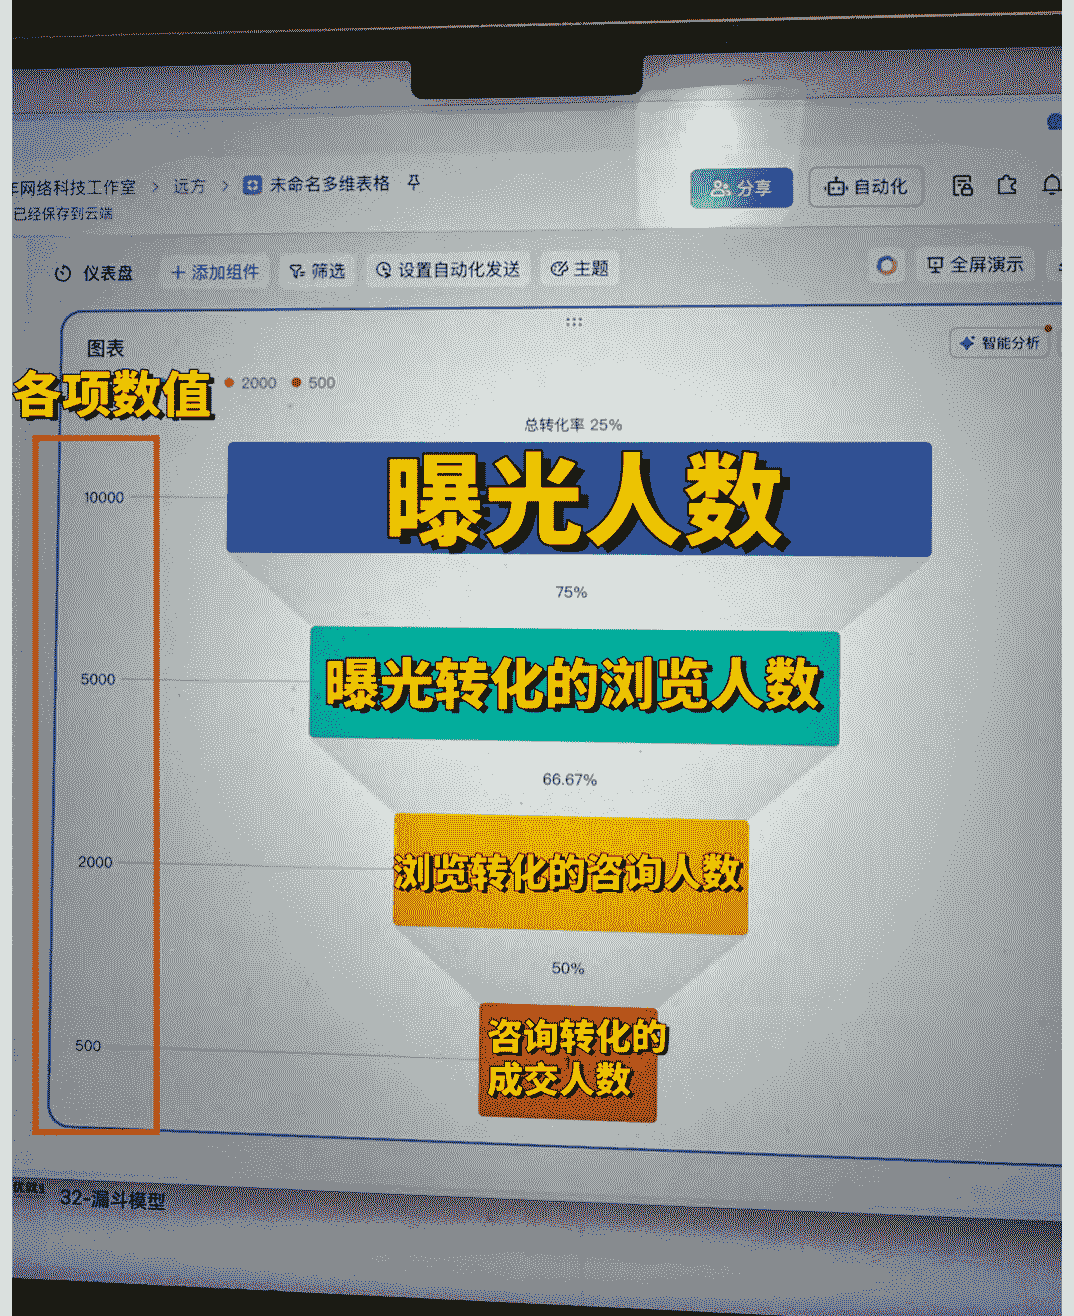 年网络科技工作室 > 远方 > 未命名多维表格
分享
自动化
已经保存到云端
仪表盘
添加组件
筛选
设置自动化发送
主题
全屏演示
图表
智能分析
各项数值
2000
500
总转化率 25%
10000
曝光人数
75%
5000
曝光转化的浏览人数
66.67%
2000
浏览转化的咨询人数
50%
500
咨询转化的
成交人数
32-漏斗模型